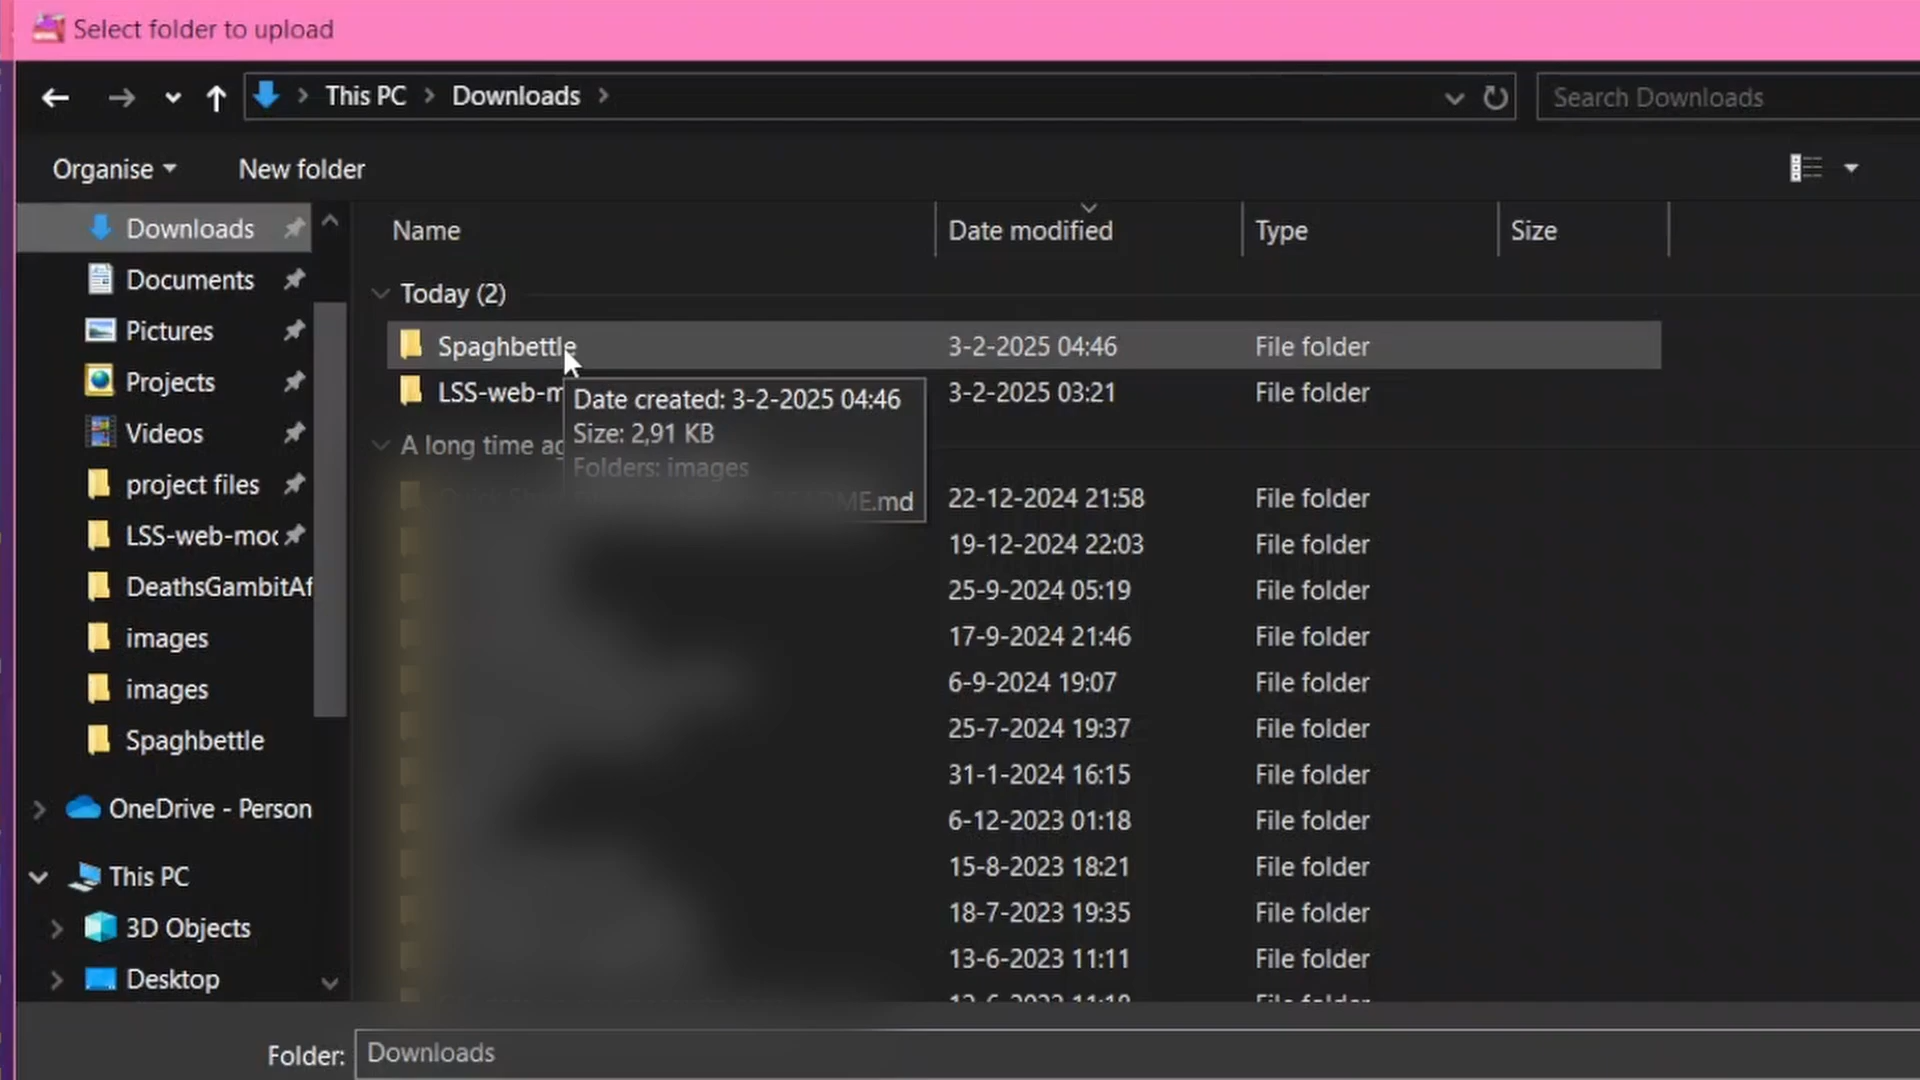 Select folder to upload
This PC > Downloads >
Search Downloads
Organise
New folder
Name
Date modified
Type
Size
Downloads
Documents
Pictures
Projects
Videos
project files
LSS-web-moc
DeathsGambitAf
images
images
Spaghbettle
OneDrive - Person
This PC
3D Objects
Desktop
Today (2)
Spaghbettle 3-2-2025 04:46 File folder
LSS-web-m 3-2-2025 03:21 File folder
Date created: 3-2-2025 04:46
Size: 2,91 KB
Folders: images
README.md
A long time ag
22-12-2024 21:58 File folder
19-12-2024 22:03 File folder
25-9-2024 05:19 File folder
17-9-2024 21:46 File folder
6-9-2024 19:07 File folder
25-7-2024 19:37 File folder
31-1-2024 16:15 File folder
6-12-2023 01:18 File folder
15-8-2023 18:21 File folder
18-7-2023 19:35 File folder
13-6-2023 11:11 File folder
Folder: Downloads